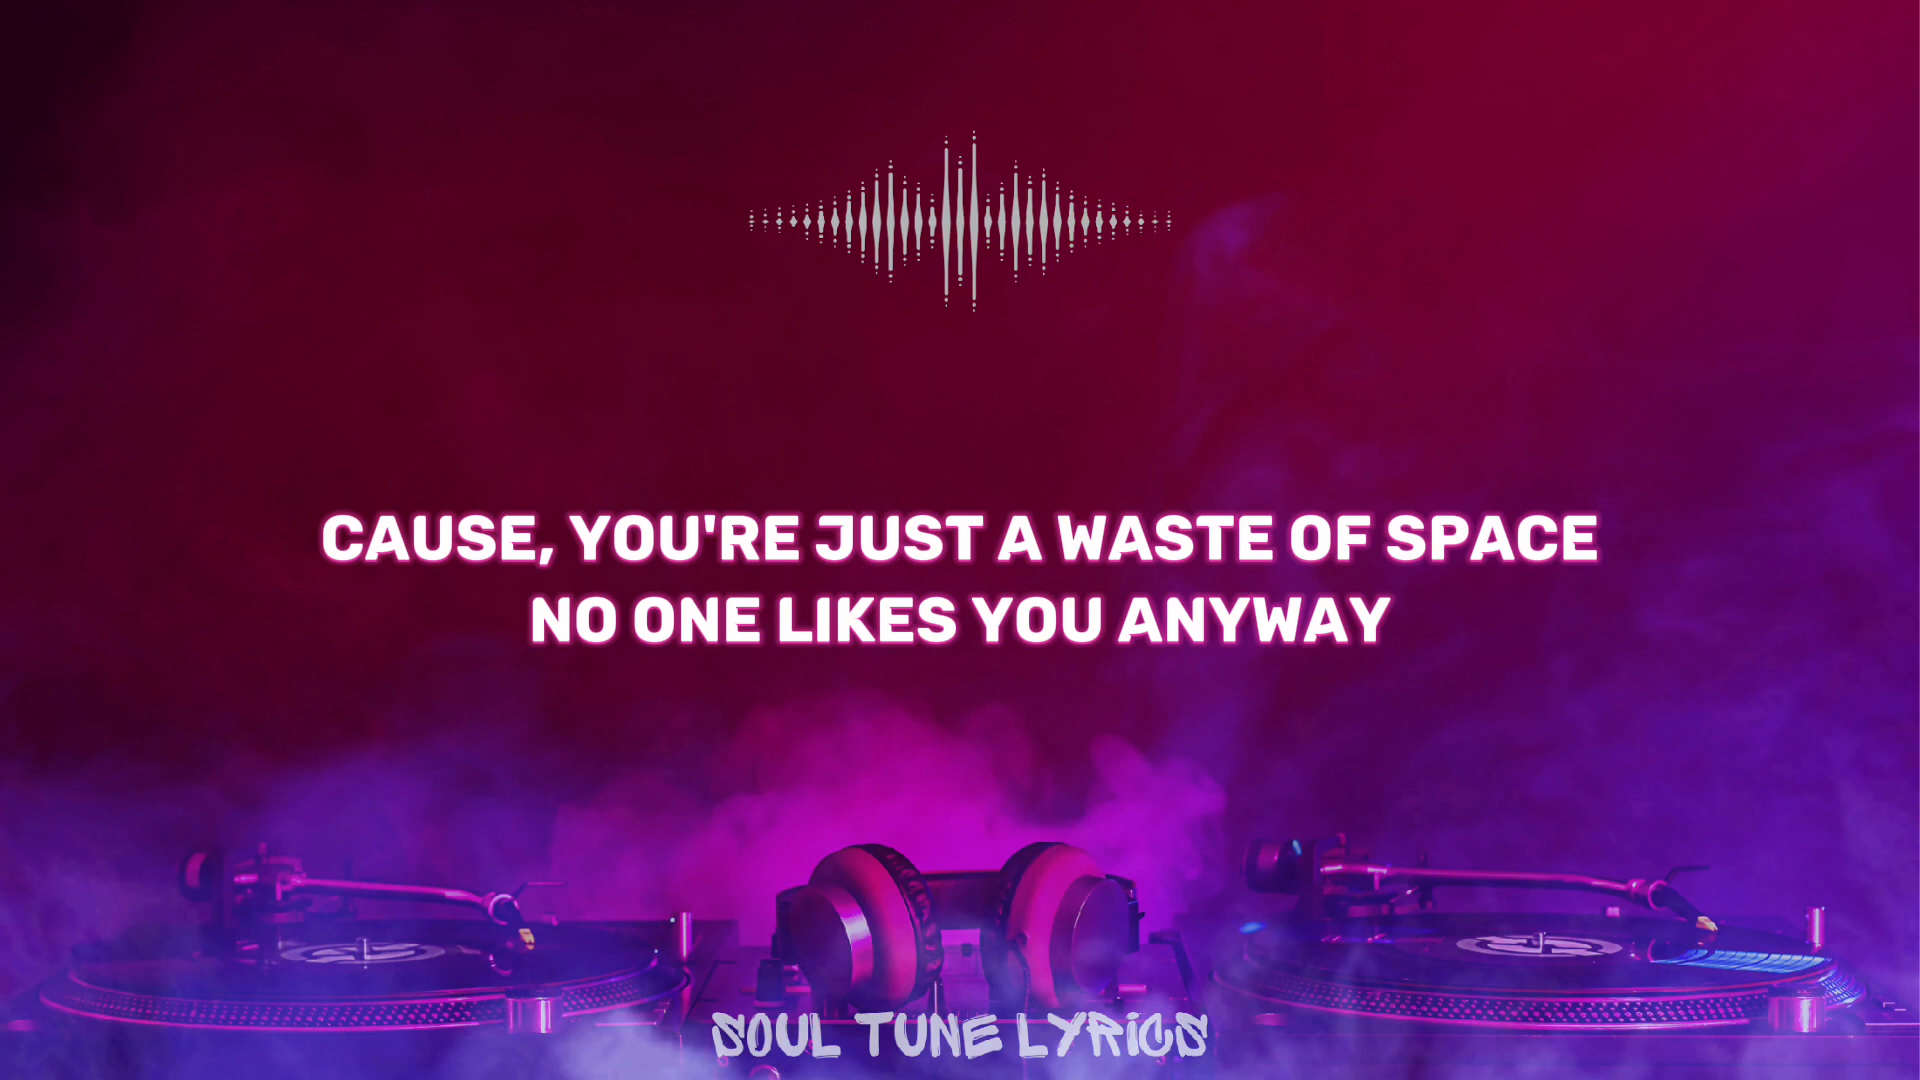 CAUSE, YOU'RE JUST A WASTE OF SPACE
NO ONE LIKES YOU ANYWAY
SOUL TUNE LYRICS